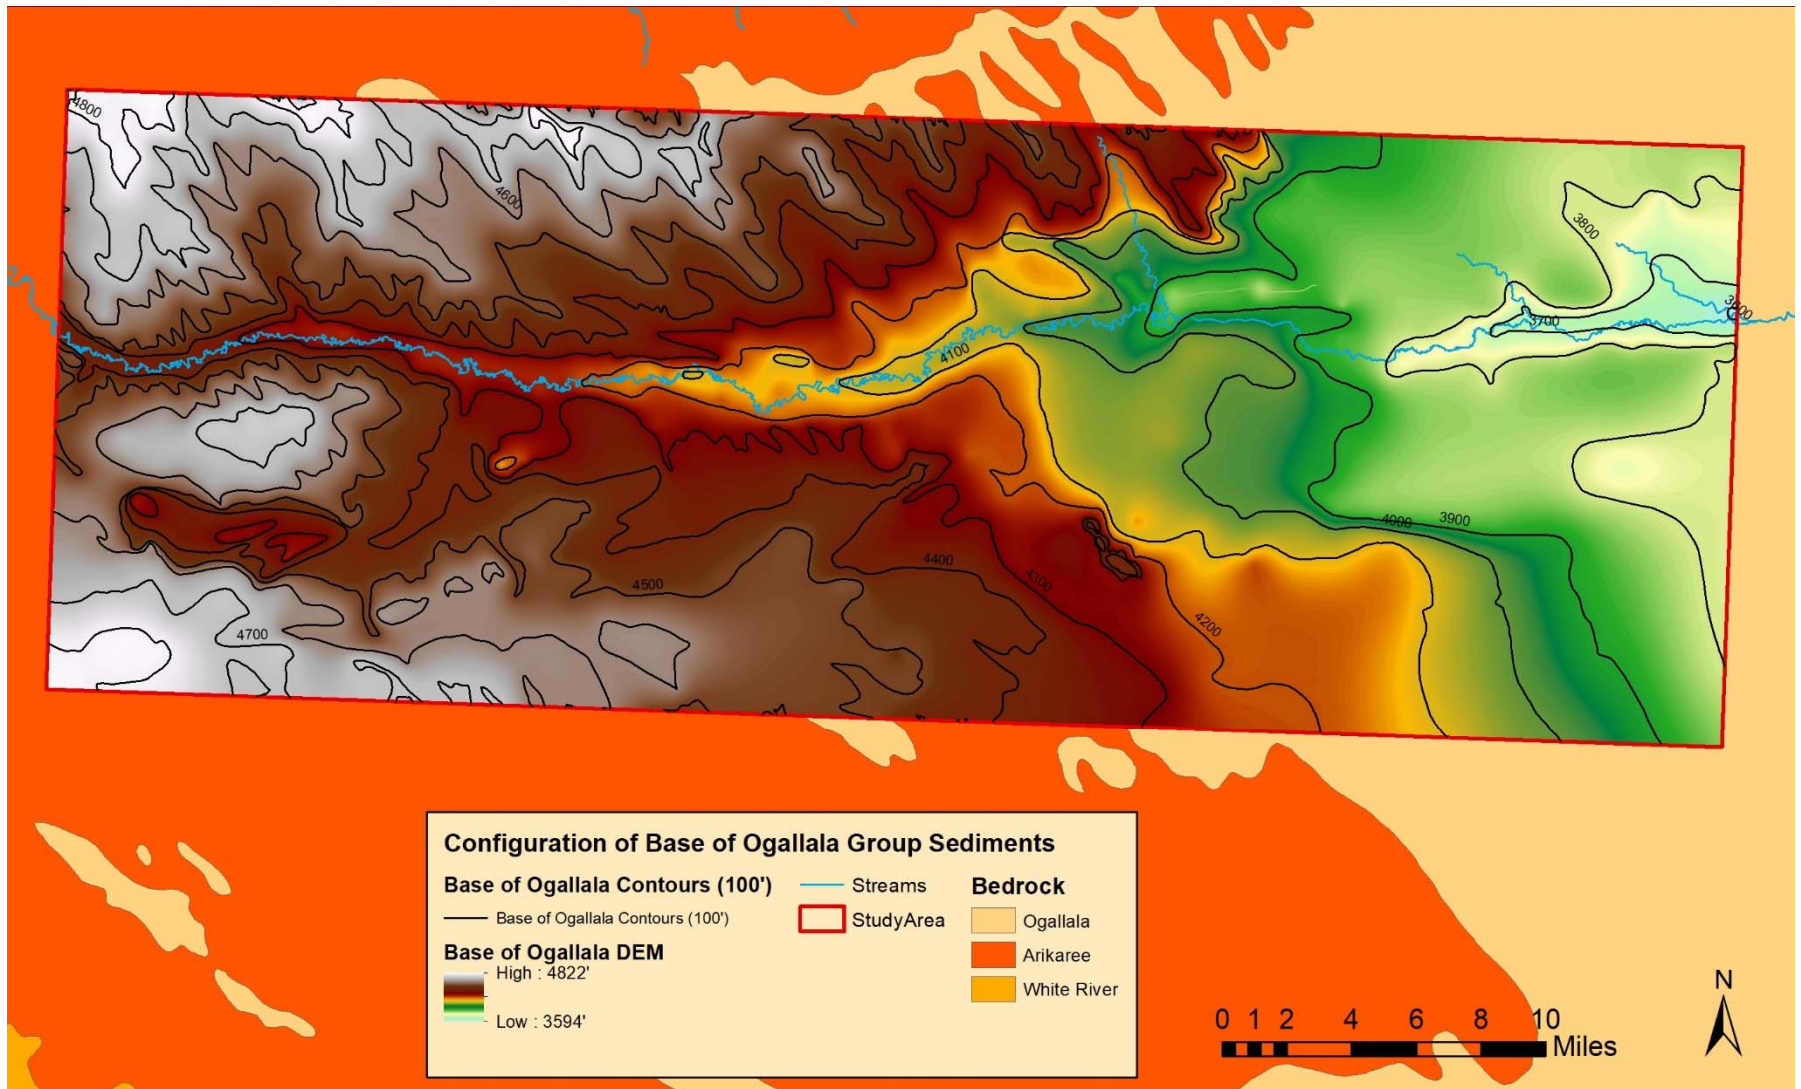 4800
4600
3800
3600
3700
4100
4000
3900
4400
4300
4500
4200
4700
Configuration of Base of Ogallala Group Sediments
Base of Ogallala Contours (100')
Base of Ogallala Contours (100')
Base of Ogallala DEM
High : 4822'
Low : 3594'
Streams
StudyArea
Bedrock
Ogallala
Arikaree
White River
0 1 2 4 6 8 10
Miles
N